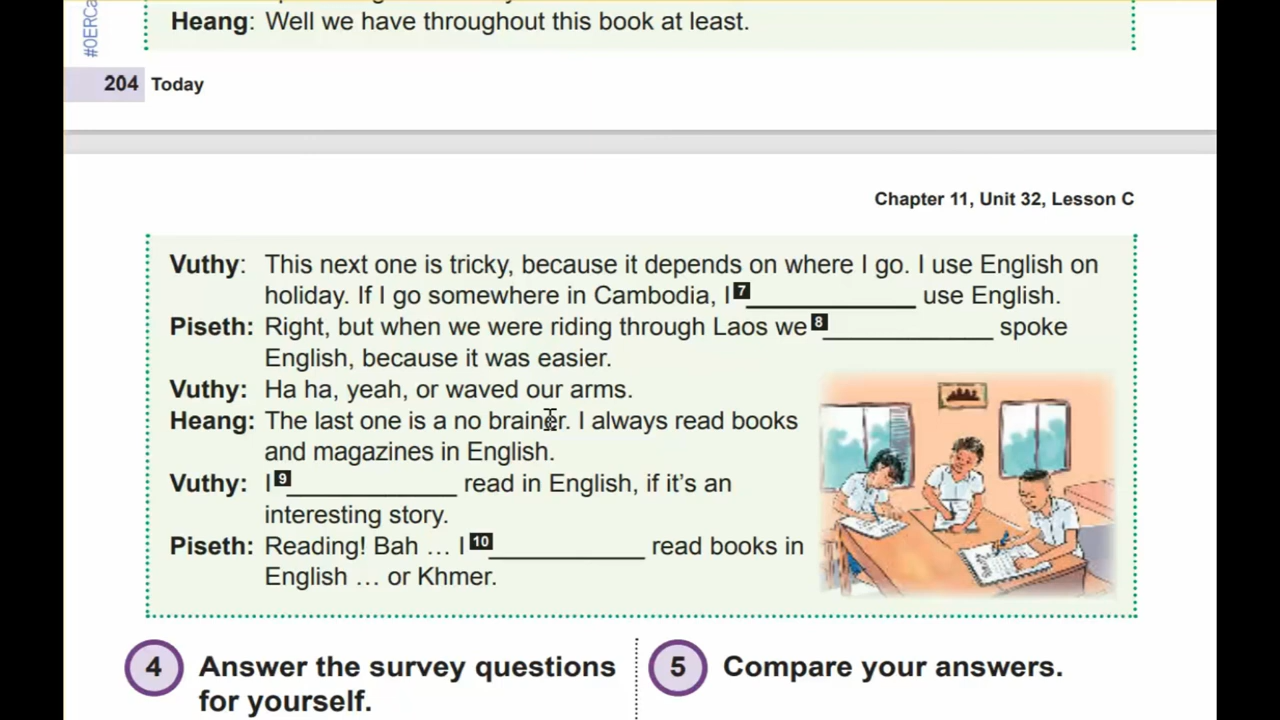 #0ERCa
Heang: Well we have throughout this book at least.
204 Today
Chapter 11, Unit 32, Lesson C
Vuthy: This next one is tricky, because it depends on where I go. I use English on
holiday. If I go somewhere in Cambodia, I 7 ____________ use English.
Piseth: Right, but when we were riding through Laos we 8 ____________ spoke
English, because it was easier.
Vuthy: Ha ha, yeah, or waved our arms.
Heang: The last one is a no brainer. I always read books
and magazines in English.
Vuthy: I 9 ____________ read in English, if it's an
interesting story.
Piseth: Reading! Bah … I 10 ___________ read books in
English … or Khmer.
4 Answer the survey questions
for yourself.
5 Compare your answers.